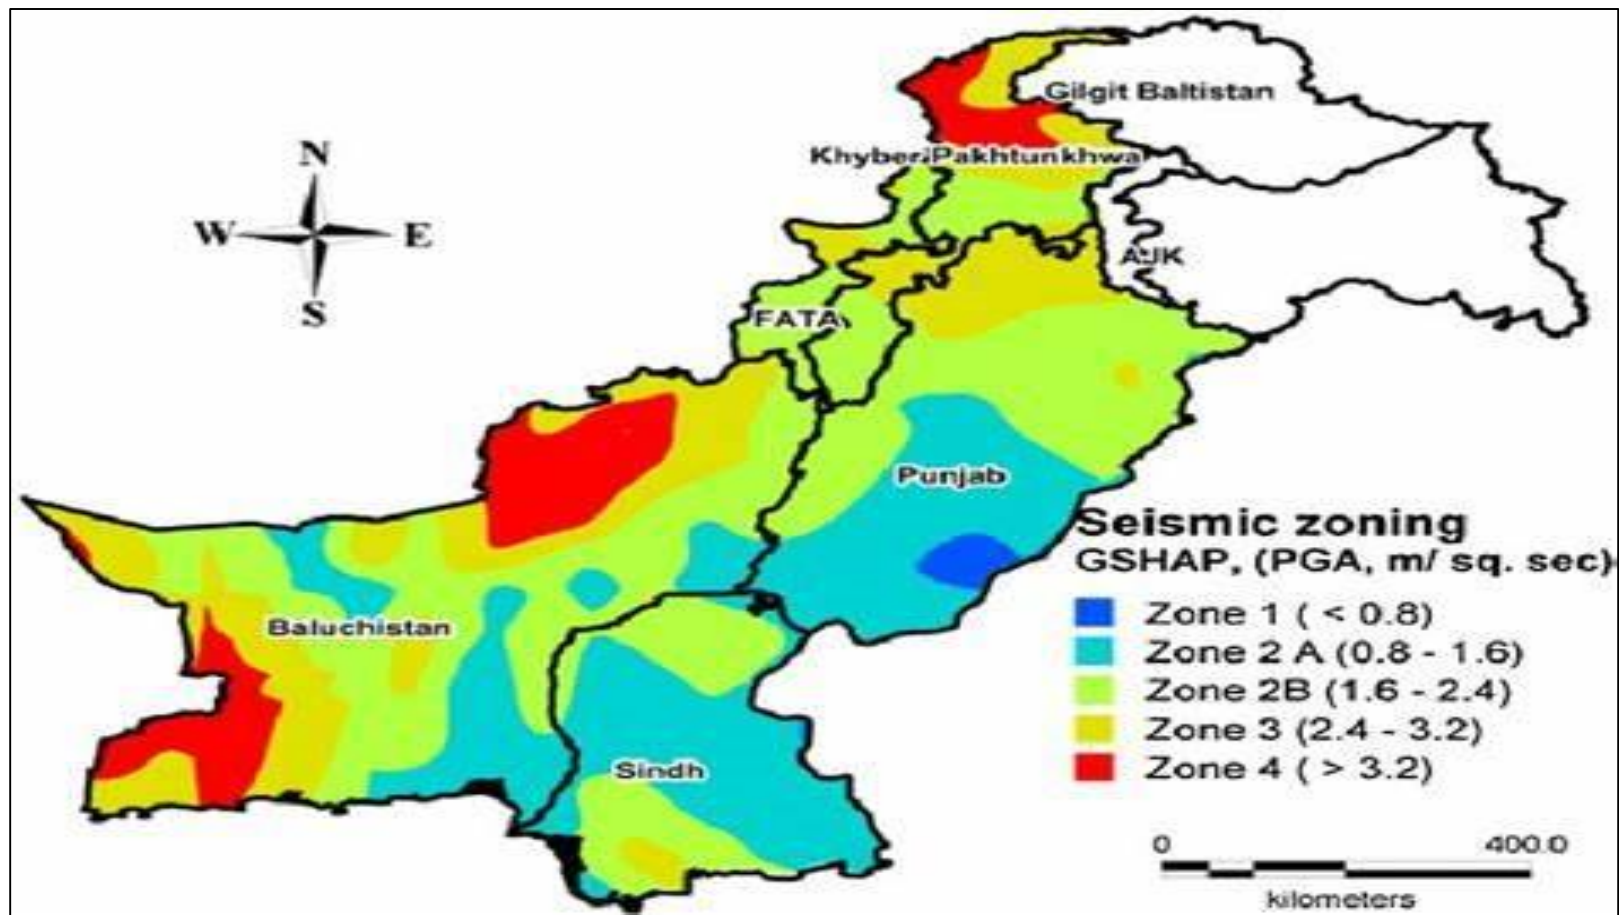 Gilgit Baltistan
N
Khyber Pakhtunkhwa
W E
AJK
S
FATA
Punjab
Seismic zoning
GSHAP, (PGA, m/ sq. sec)
Zone 1 ( < 0.8)
Baluchistan
Zone 2 A (0.8 - 1.6)
Zone 2B (1.6 - 2.4)
Zone 3 (2.4 - 3.2)
Sindh
Zone 4 ( > 3.2)
0 400.0
kilometers